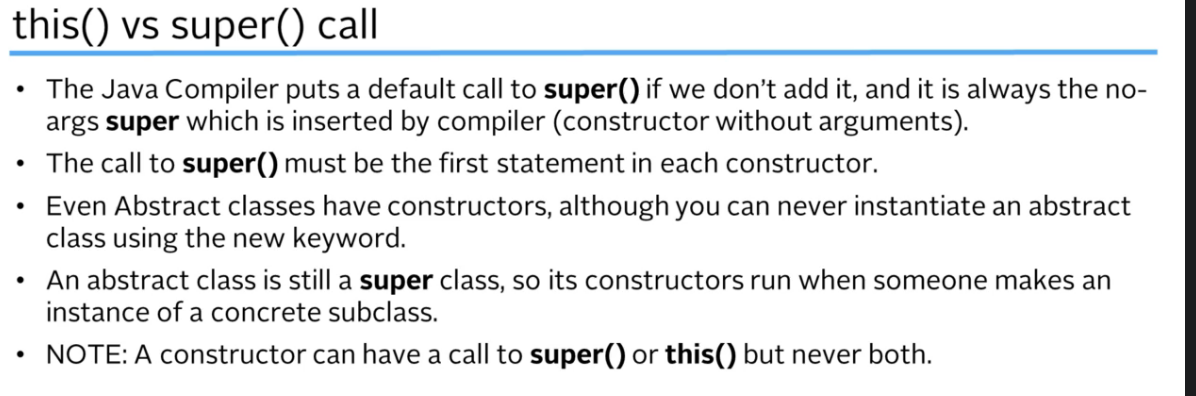 this() vs super() call
• The Java Compiler puts a default call to super() if we don't add it, and it is always the no-
args super which is inserted by compiler (constructor without arguments).
• The call to super() must be the first statement in each constructor.
• Even Abstract classes have constructors, although you can never instantiate an abstract
class using the new keyword.
• An abstract class is still a super class, so its constructors run when someone makes an
instance of a concrete subclass.
• NOTE: A constructor can have a call to super() or this() but never both.